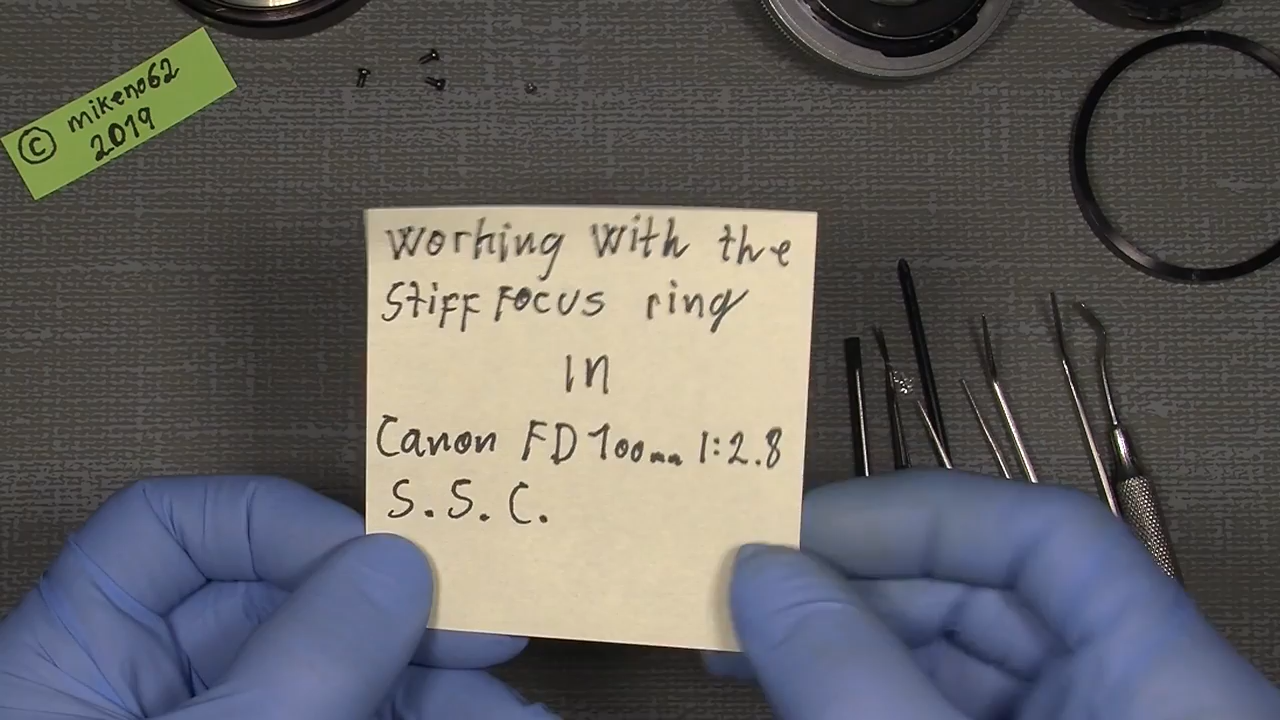 © mikeno62
2019
Working with the
Stiff Focus ring
in
Canon FD 100mm 1:2.8
S.S.C.